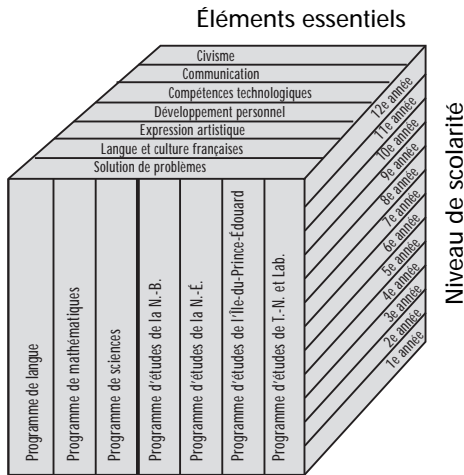 Éléments essentiels
Civisme
Communication
Compétences technologiques
Développement personnel
Expression artistique
Langue et culture françaises
Solution de problèmes
12e année
11e année
10e année
9e année
8e année
7e année
6e année
5e année
4e année
3e année
2e année
1e année
Niveau de scolarité
Programme de langue
Programme de mathématiques
Programme de sciences
Programme d'études de la N.-B.
Programme d'études de la N.-É.
Programme d'études de l'Île-du-Prince-Édouard
Programme d'études de T.-N. et Lab.